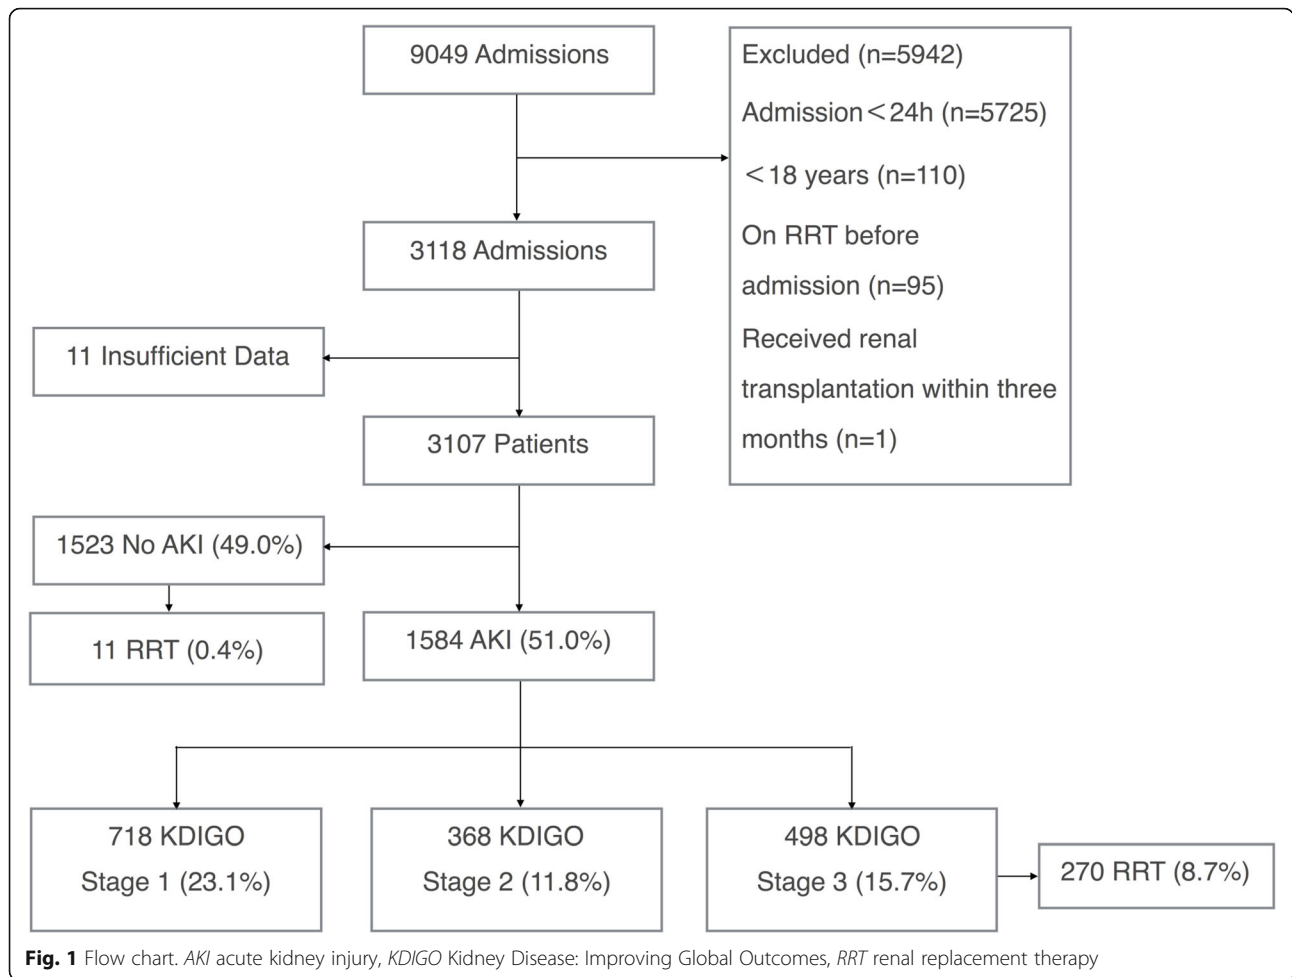 9049 Admissions
Excluded (n=5942)
Admission<24h (n=5725)
<18 years (n=110)
On RRT before
admission (n=95)
Received renal
transplantation within three
months (n=1)
3118 Admissions
11 Insufficient Data
3107 Patients
1523 No AKI (49.0%)
11 RRT (0.4%)
1584 AKI (51.0%)
718 KDIGO
Stage 1 (23.1%)
368 KDIGO
Stage 2 (11.8%)
498 KDIGO
Stage 3 (15.7%)
270 RRT (8.7%)
Fig. 1 Flow chart. AKI acute kidney injury, KDIGO Kidney Disease: Improving Global Outcomes, RRT renal replacement therapy